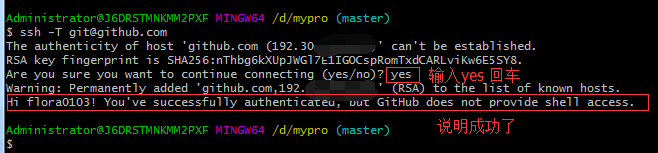 Administrator@J6DRSTMNKMM2PXF MINGW64 /d/mypro (master)
$ ssh -T git@github.com
The authenticity of host 'github.com (192.30 ' can't be established.
RSA key fingerprint is SHA256:nThbg6kXUpJWGl7E1IGOCspRomTxdCARLviKw6E5SY8.
Are you sure you want to continue connecting (yes/no)? yes 输入yes 回车
Warning: Permanently added 'github.com,192. ' (RSA) to the list of known hosts.
Hi flora0103! You've successfully authenticated, but GitHub does not provide shell access.
说明成功了
Administrator@J6DRSTMNKMM2PXF MINGW64 /d/mypro (master)
$